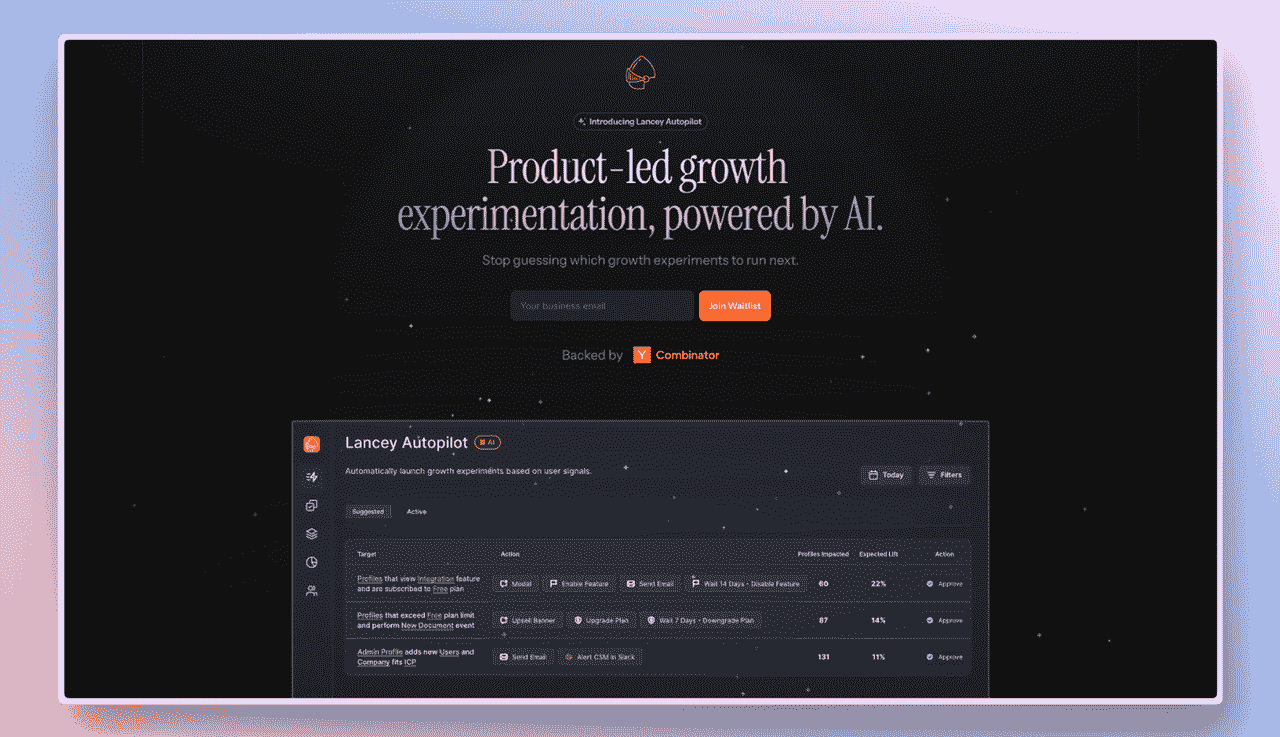 Introducing Lancey Autopilot
Product-led growth
experimentation, powered by AI.
Stop guessing which growth experiments to run next.
Your business email
Join Waitlist
Backed by Y Combinator
Lancey Autopilot AI
Automatically launch growth experiments based on user signals.
Today Filters
Suggested Active
Target Action Profiles Impacted Expected Lift Action
Profiles that view Integration feature
and are subscribed to Free plan
Modal Enable Feature Send Email Wait 14 Days - Disable Feature 60 22% Approve
Profiles that exceed Free plan limit
and perform New Document event
Upsell Banner Upgrade Plan Wait 7 Days - Downgrade Plan 87 14% Approve
Admin Profile adds new Users and
Company fits ICP
Send Email Alert CSM in Slack 131 11% Approve